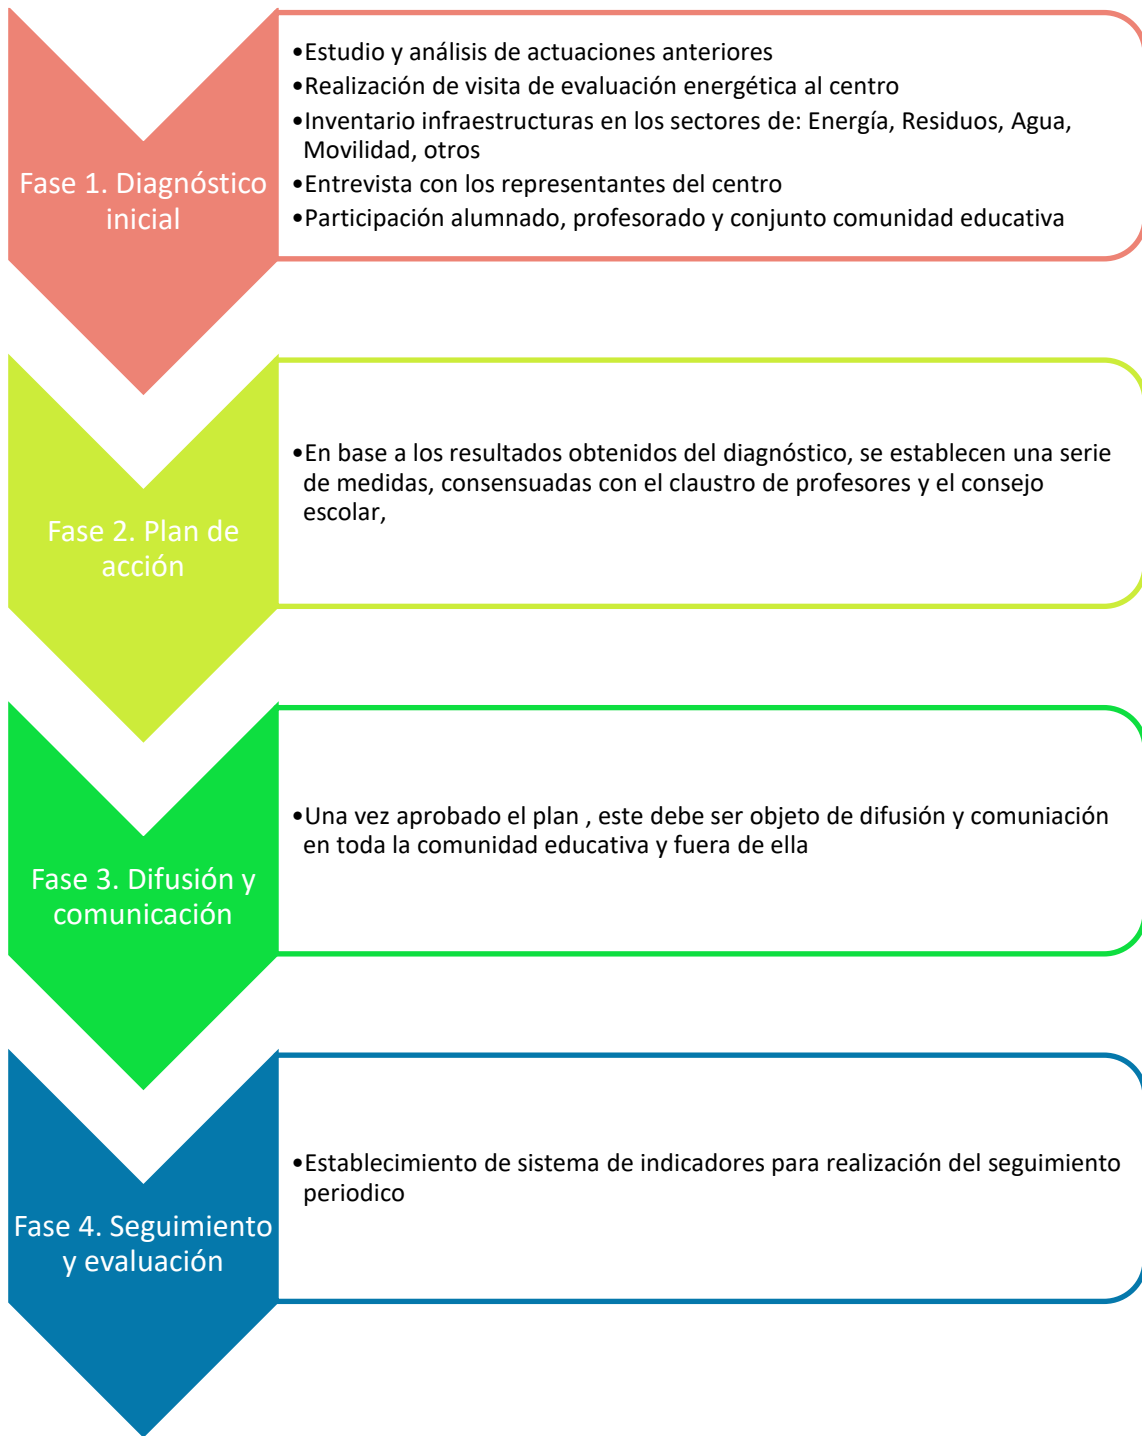 Fase 1. Diagnóstico
inicial
•Estudio y análisis de actuaciones anteriores
•Realización de visita de evaluación energética al centro
•Inventario infraestructuras en los sectores de: Energía, Residuos, Agua,
Movilidad, otros
•Entrevista con los representantes del centro
•Participación alumnado, profesorado y conjunto comunidad educativa
Fase 2. Plan de
acción
•En base a los resultados obtenidos del diagnóstico, se establecen una serie
de medidas, consensuadas con el claustro de profesores y el consejo
escolar,
Fase 3. Difusión y
comunicación
•Una vez aprobado el plan , este debe ser objeto de difusión y comuniación
en toda la comunidad educativa y fuera de ella
Fase 4. Seguimiento
y evaluación
•Establecimiento de sistema de indicadores para realización del seguimiento
periodico